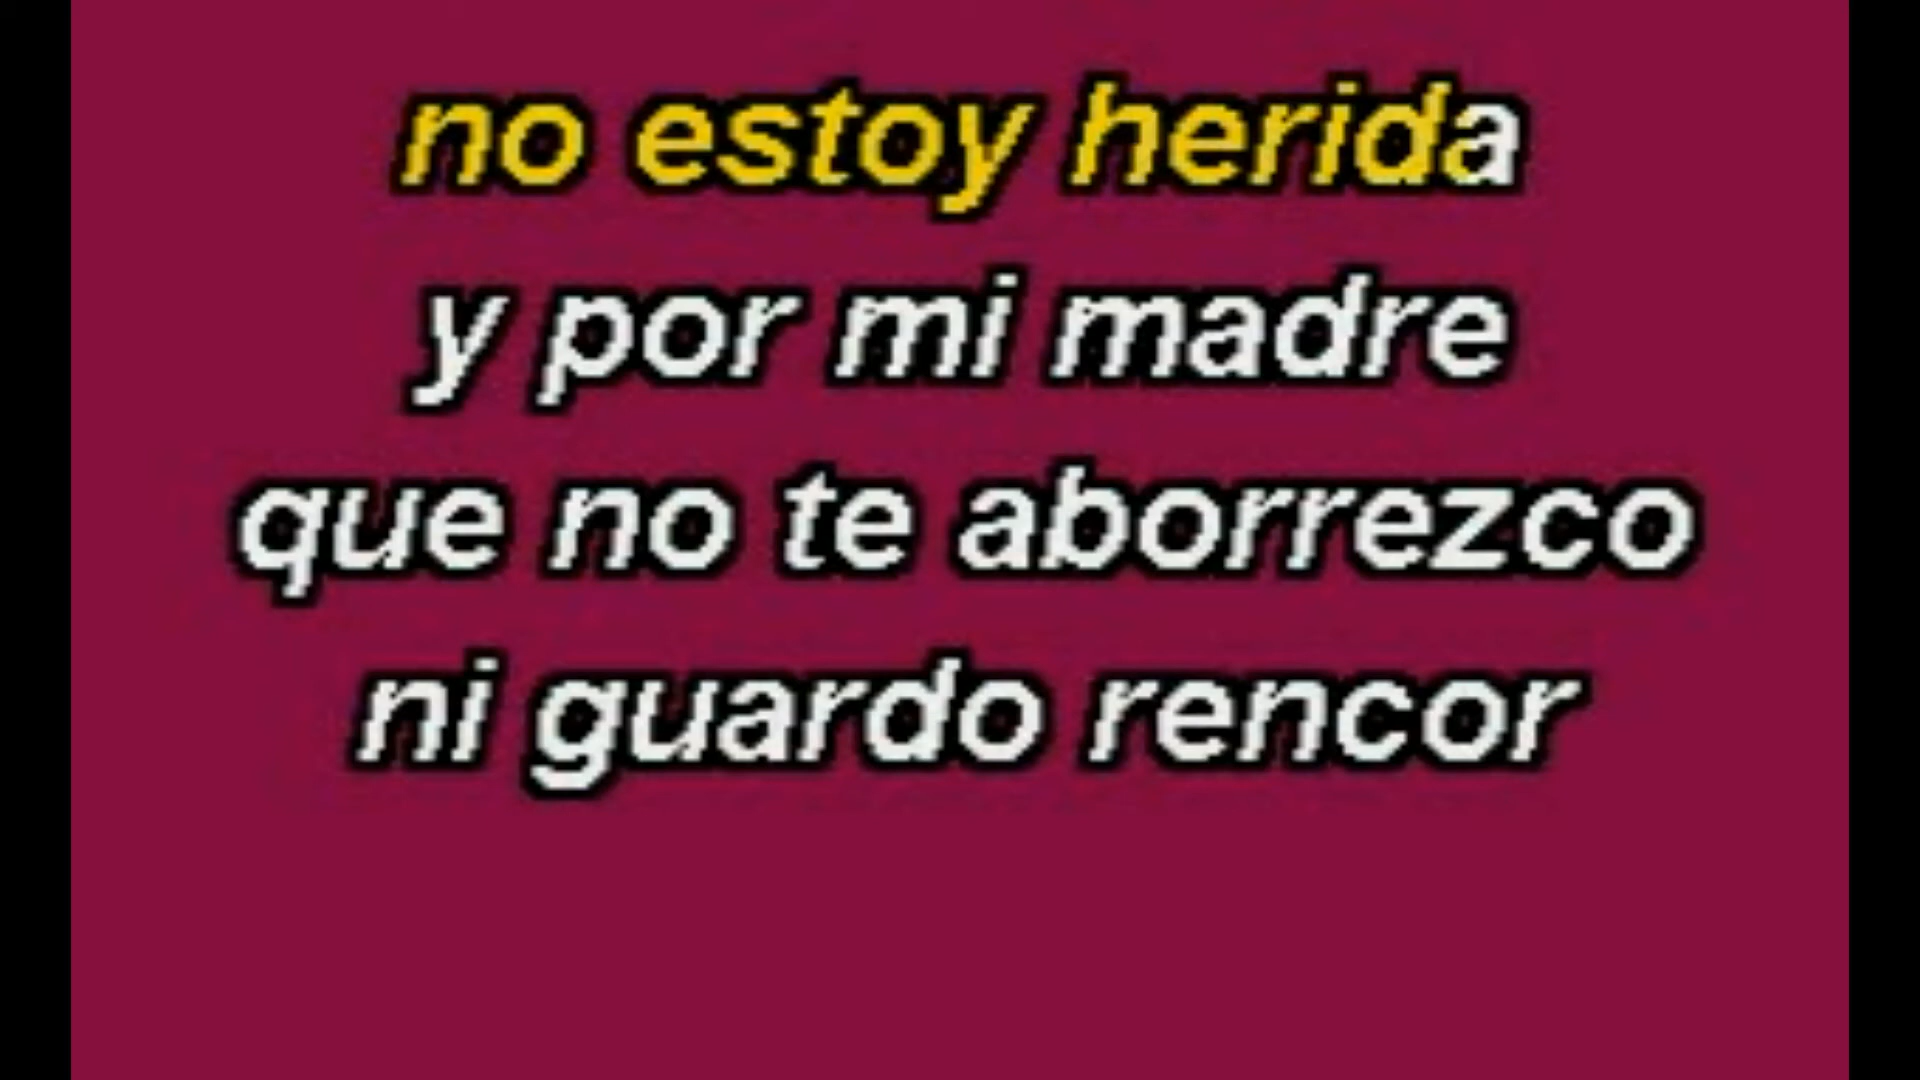 no estoy herida
y por mi madre
que no te aborrezco
ni guardo rencor